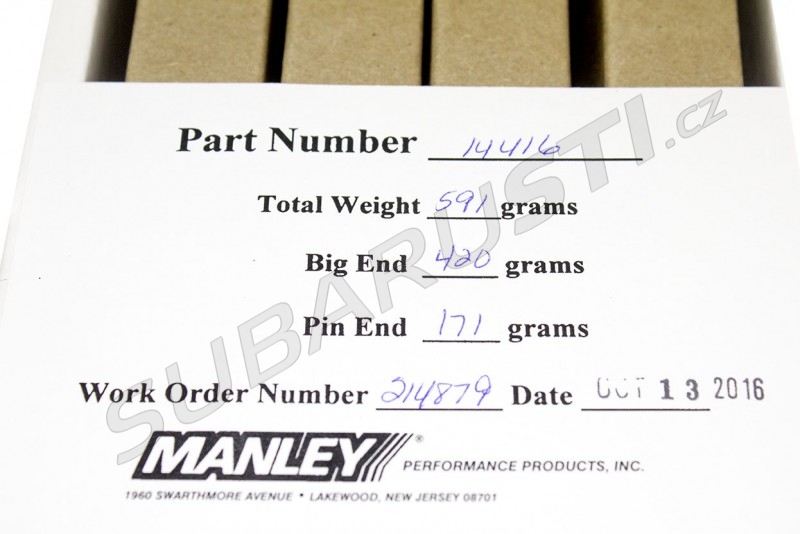 Part Number 14416
Total Weight 591 grams
Big End 420 grams
Pin End 171 grams
Work Order Number 214879 Date OCT 13 2016
MANLEY® PERFORMANCE PRODUCTS, INC.
1960 SWARTHMORE AVENUE • LAKEWOOD, NEW JERSEY 08701
SUBARUSTI.cz